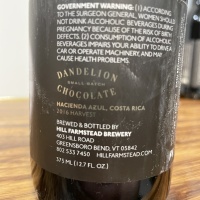 GOVERNMENT WARNING: (1) ACCORDING
TO THE SURGEON GENERAL, WOMEN SHOULD
NOT DRINK ALCOHOLIC BEVERAGES DURING
PREGNANCY BECAUSE OF THE RISK OF BIRTH
DEFECTS. (2) CONSUMPTION OF ALCOHOLIC
BEVERAGES IMPAIRS YOUR ABILITY TO DRIVE A
CAR OR OPERATE MACHINERY, AND MAY
CAUSE HEALTH PROBLEMS.
DANDELION
SMALL-BATCH
CHOCOLATE
HACIENDA AZUL, COSTA RICA
2016 HARVEST
BREWED & BOTTLED BY
HILL FARMSTEAD BREWERY
403 HILL ROAD
GREENSBORO BEND, VT 05842
802 533 7450 HILLFARMSTEAD.COM
375 ML (12.7 FL. OZ.)